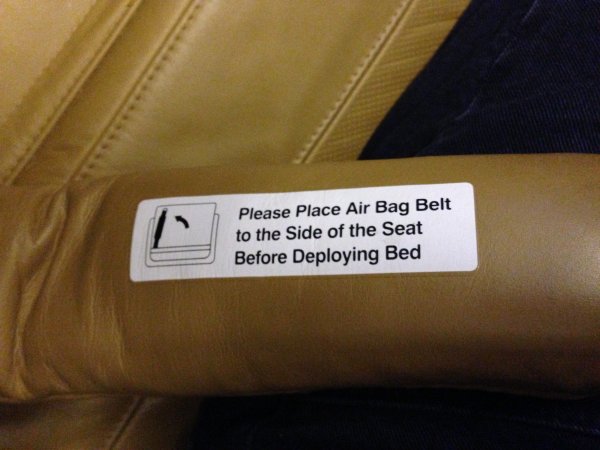 Please Place Air Bag Belt
to the Side of the Seat
Before Deploying Bed